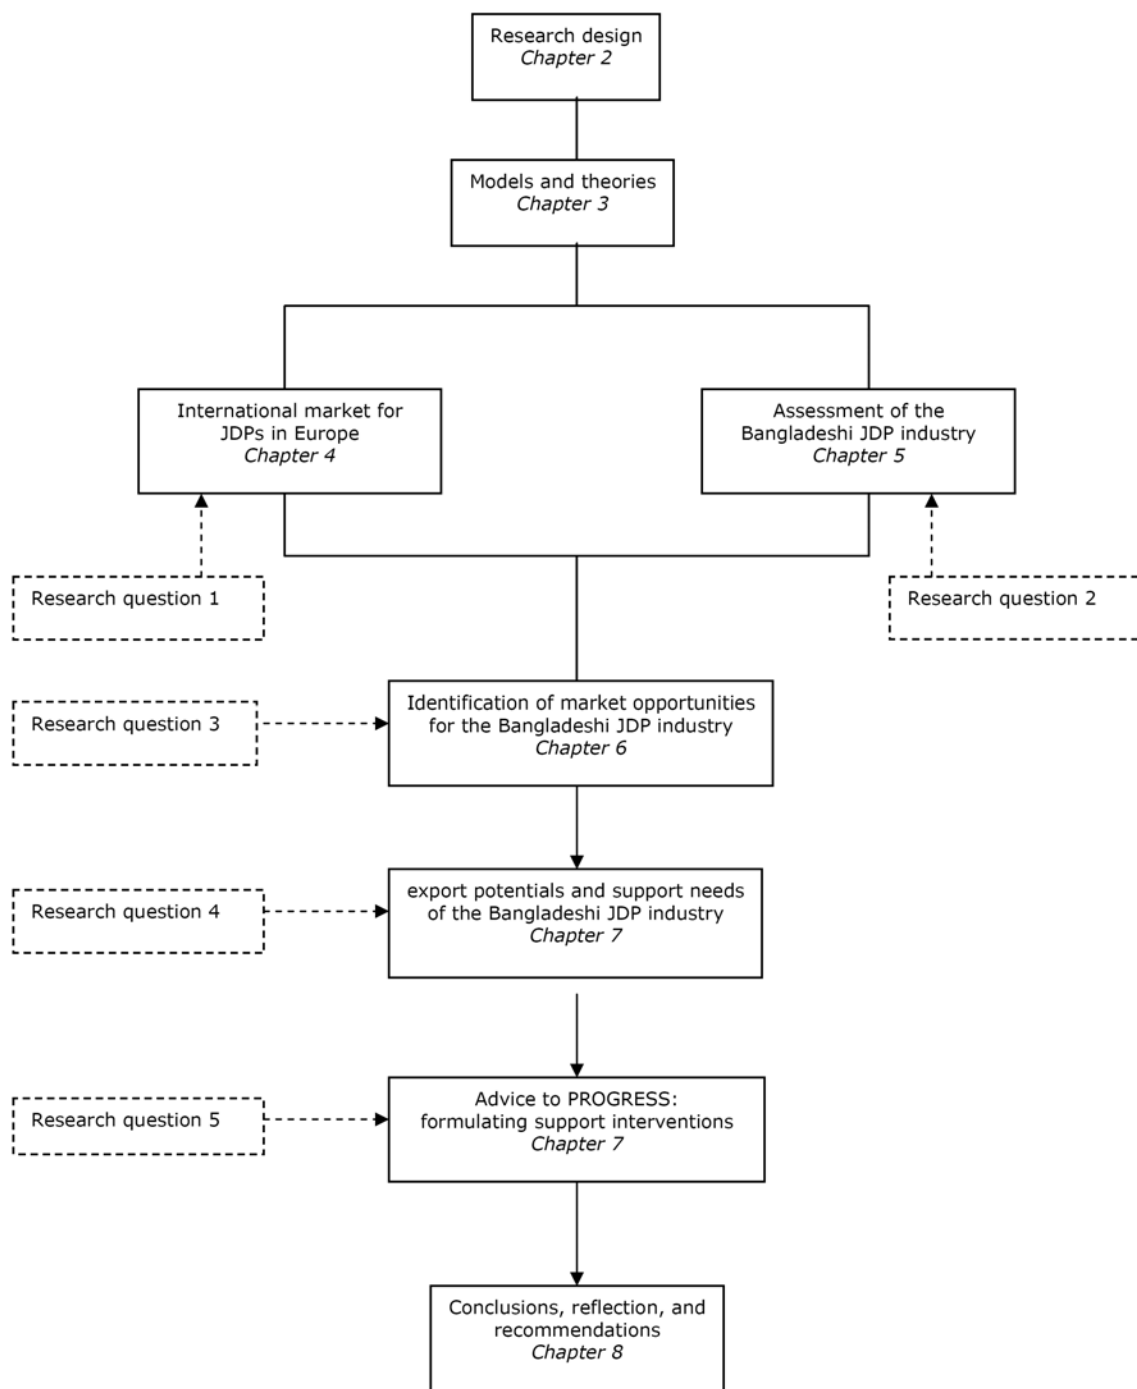 Research design
Chapter 2
Models and theories
Chapter 3
International market for
JDPs in Europe
Chapter 4
Assessment of the
Bangladeshi JDP industry
Chapter 5
Research question 1
Research question 2
Research question 3
Identification of market opportunities
for the Bangladeshi JDP industry
Chapter 6
Research question 4
export potentials and support needs
of the Bangladeshi JDP industry
Chapter 7
Research question 5
Advice to PROGRESS:
formulating support interventions
Chapter 7
Conclusions, reflection, and
recommendations
Chapter 8